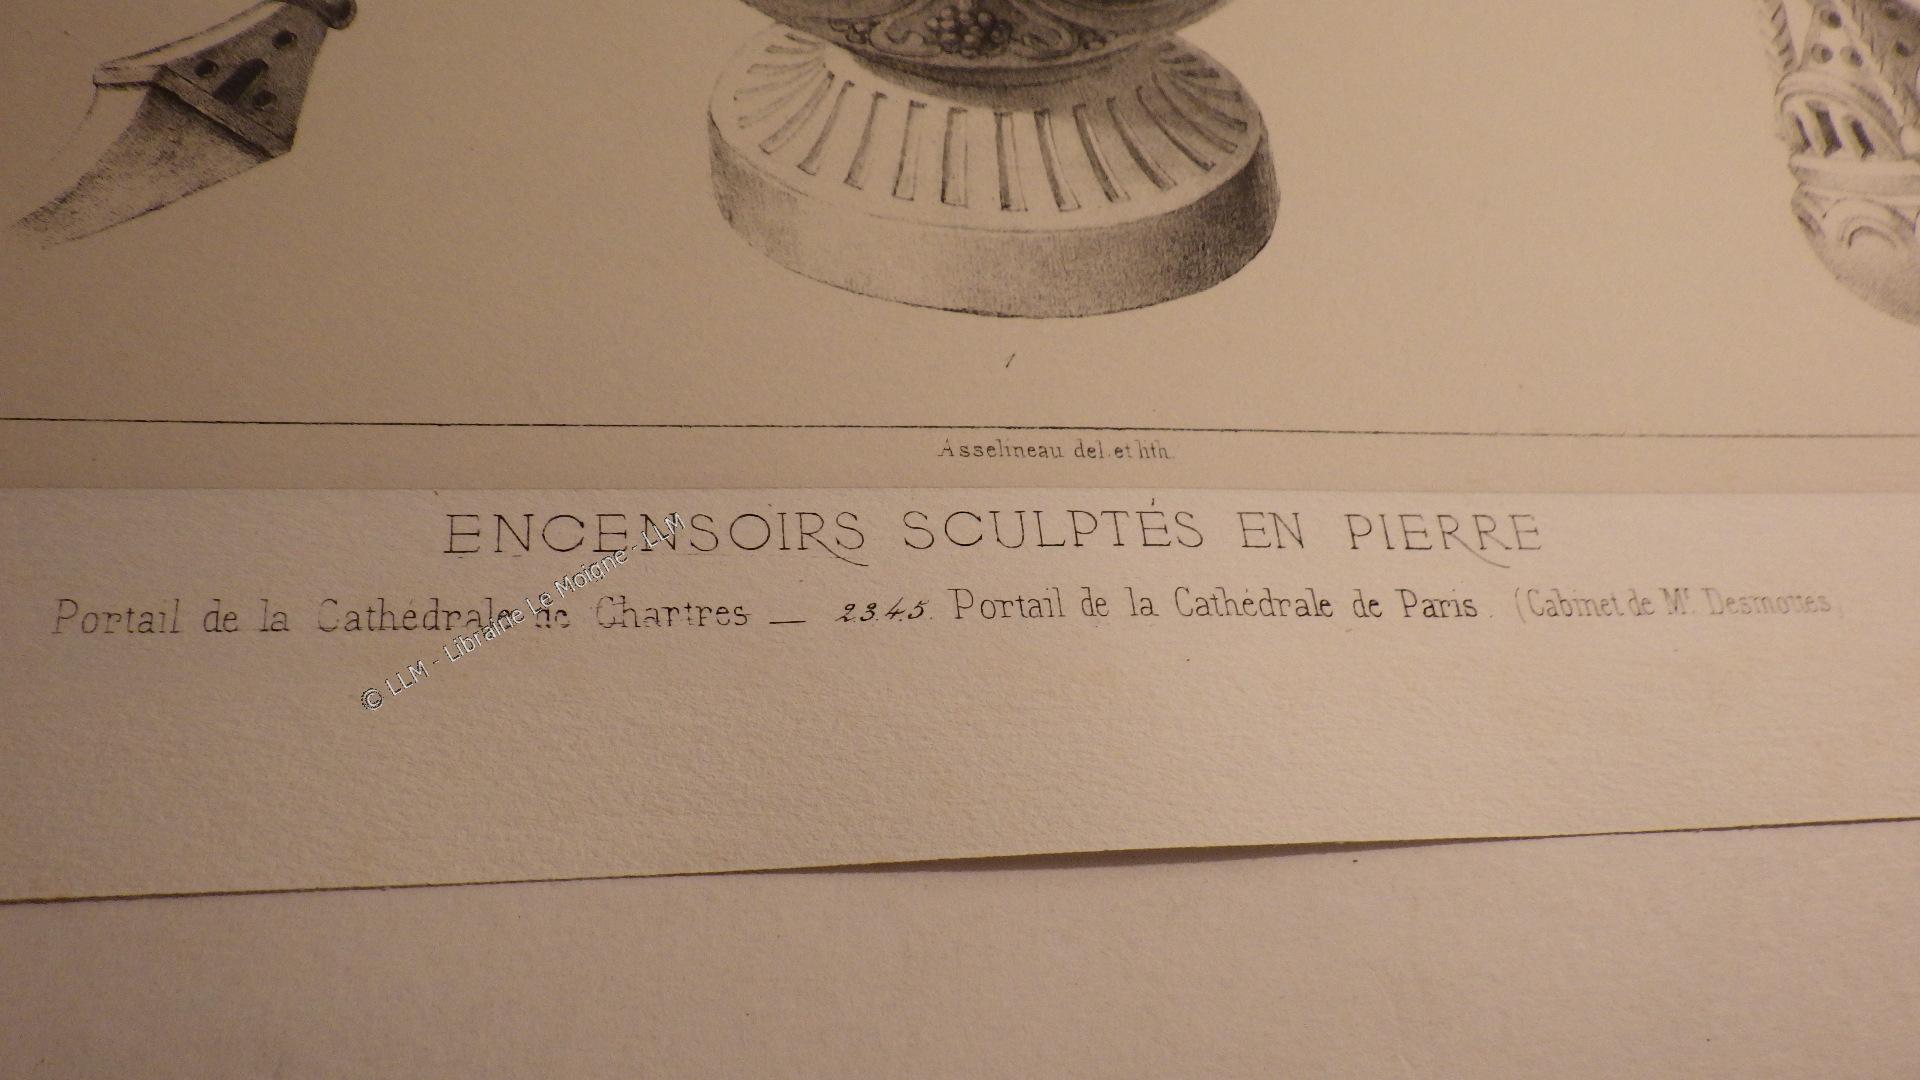 1
Asselineau del. et lith.
ENCENSOIRS SCULPTÉS EN PIERRE
Portail de la Cathédrale de Chartres — 2.3.4.5. Portail de la Cathédrale de Paris. (Cabinet de Mr. Desmottes)
© LLM - Librairie Le Moigne - LLM